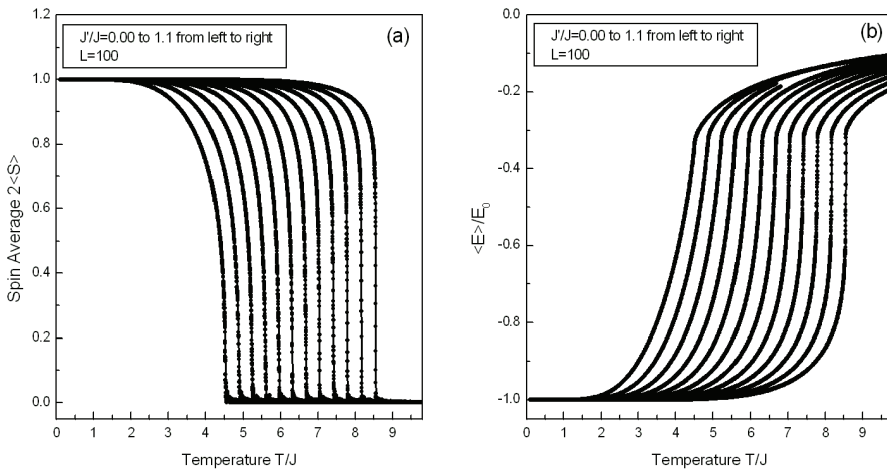 J'/J=0.00 to 1.1 from left to right
L=100
(a)
Spin Average 2<S>
1.2
1.0
0.8
0.6
0.4
0.2
0.0
0 1 2 3 4 5 6 7 8 9
Temperature T/J
J'/J=0.00 to 1.1 from left to right
L=100
(b)
<E>/E0
0.0
-0.2
-0.4
-0.6
-0.8
-1.0
0 1 2 3 4 5 6 7 8 9
Temperature T/J